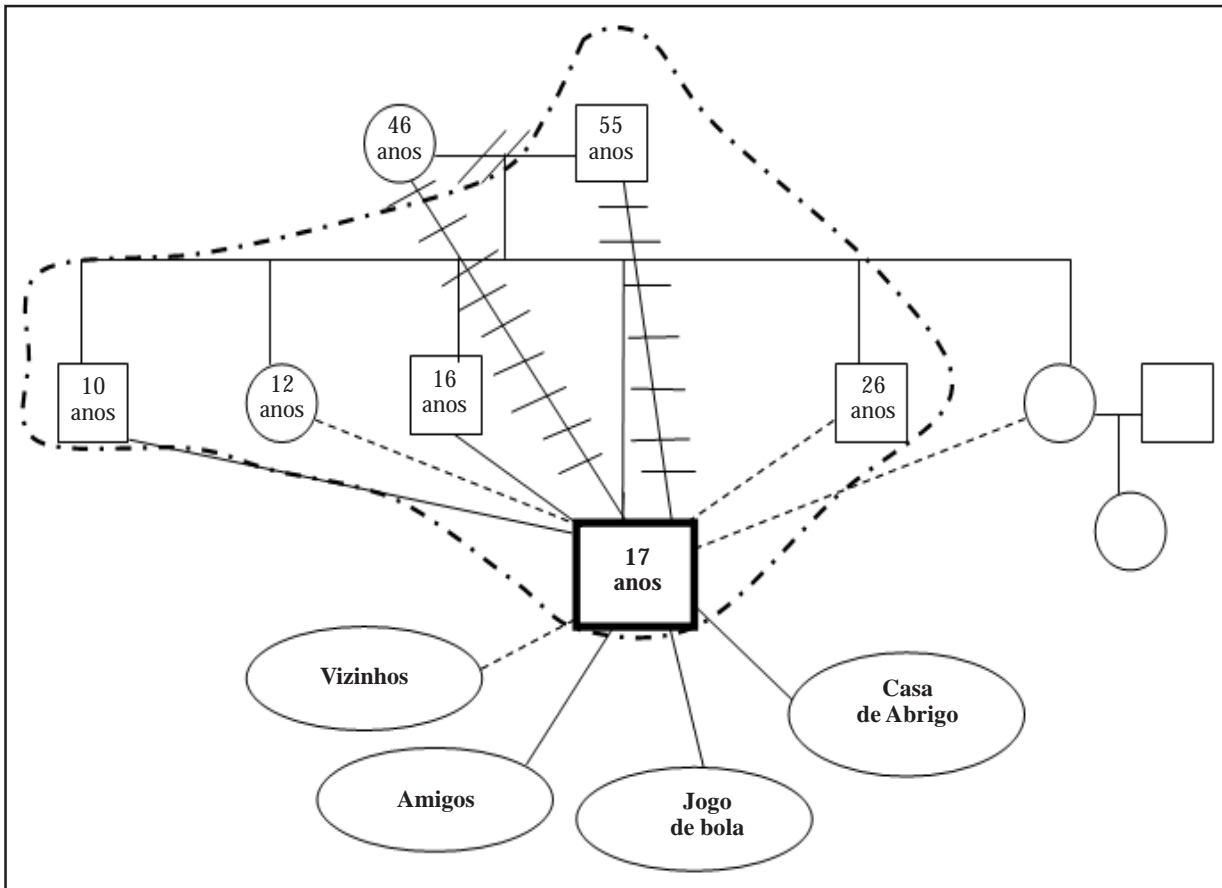 46
anos
55
anos
10
anos
12
anos
16
anos
26
anos
17
anos
Vizinhos
Casa
de Abrigo
Amigos
Jogo
de bola